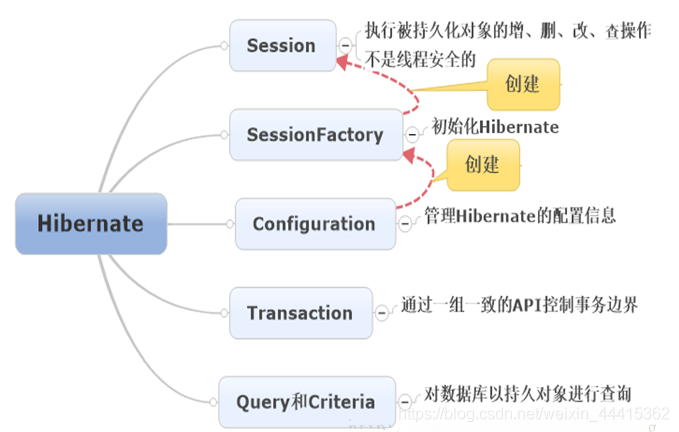 Session
执行被持久化对象的增、删、改、查操作
不是线程安全的
创建
SessionFactory
初始化Hibernate
创建
Hibernate
Configuration
管理Hibernate的配置信息
Transaction
通过一组一致的API控制事务边界
Query和Criteria
对数据库以持久对象进行查询
https://blog.csdn.net/weixin_44415362